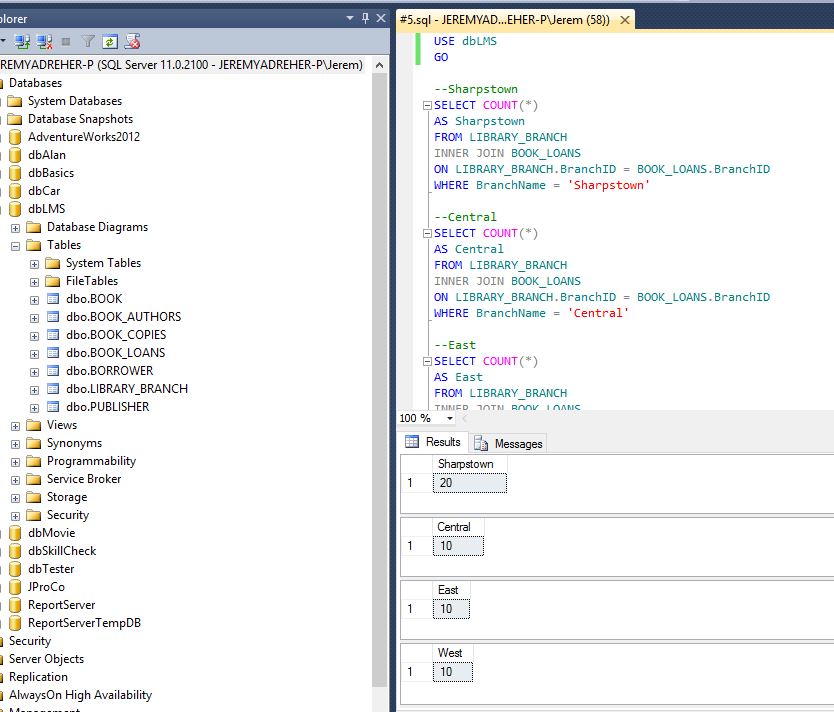 plorer
REMYADREHER-P (SQL Server 11.0.2100 - JEREMYADREHER-P\Jerem)
Databases
System Databases
Database Snapshots
AdventureWorks2012
dbAlan
dbBasics
dbCar
dbLMS
Database Diagrams
Tables
System Tables
FileTables
dbo.BOOK
dbo.BOOK_AUTHORS
dbo.BOOK_COPIES
dbo.BOOK_LOANS
dbo.BORROWER
dbo.LIBRARY_BRANCH
dbo.PUBLISHER
Views
Synonyms
Programmability
Service Broker
Storage
Security
dbMovie
dbSkillCheck
dbTester
JProCo
ReportServer
ReportServerTempDB
Security
Server Objects
Replication
AlwaysOn High Availability
Management
#5.sql - JEREMYAD...EHER-P\Jerem (58))
USE dbLMS
GO
--Sharpstown
SELECT COUNT(*)
AS Sharpstown
FROM LIBRARY_BRANCH
INNER JOIN BOOK_LOANS
ON LIBRARY_BRANCH.BranchID = BOOK_LOANS.BranchID
WHERE BranchName = 'Sharpstown'
--Central
SELECT COUNT(*)
AS Central
FROM LIBRARY_BRANCH
INNER JOIN BOOK_LOANS
ON LIBRARY_BRANCH.BranchID = BOOK_LOANS.BranchID
WHERE BranchName = 'Central'
--East
SELECT COUNT(*)
AS East
FROM LIBRARY_BRANCH
INNER JOIN BOOK_LOANS
100 %
Results Messages
Sharpstown
1 20
Central
1 10
East
1 10
West
1 10